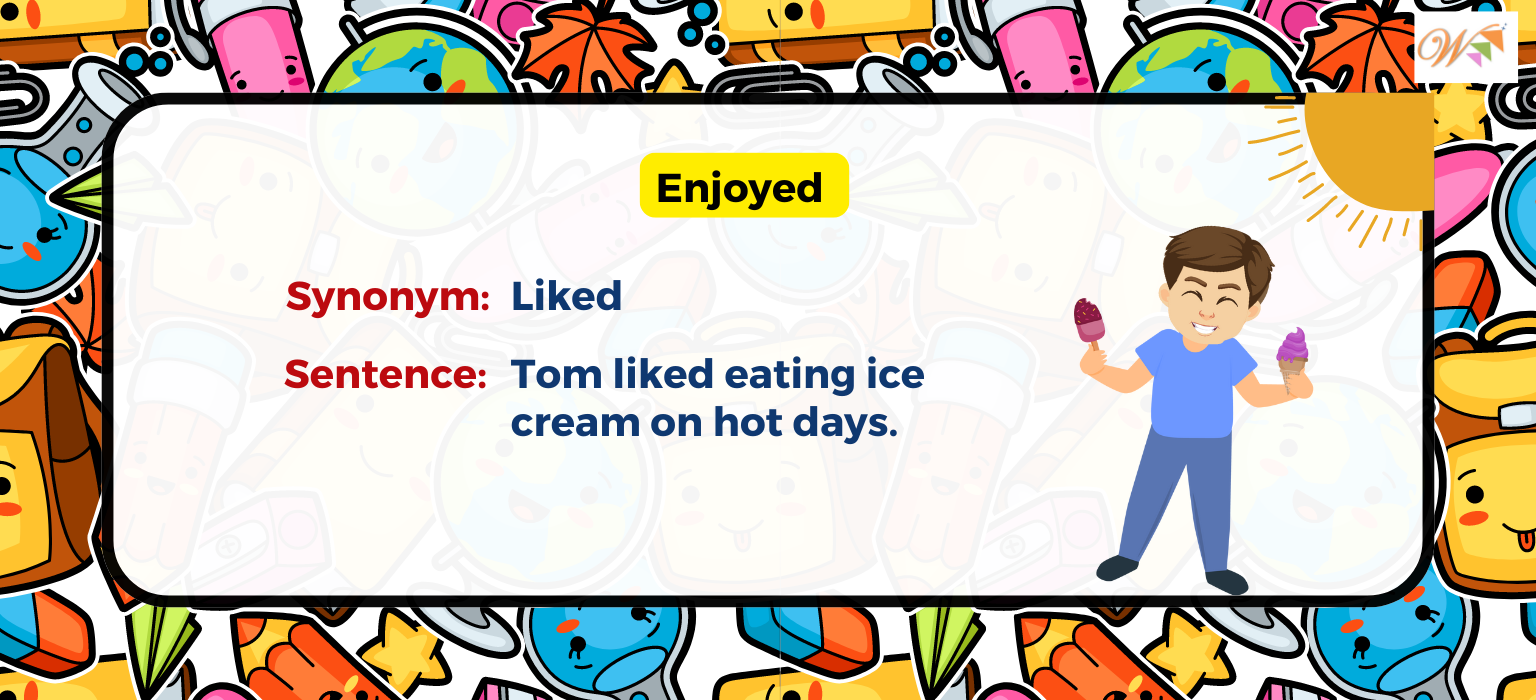 Enjoyed
Synonym: Liked
Sentence: Tom liked eating ice
cream on hot days.
W